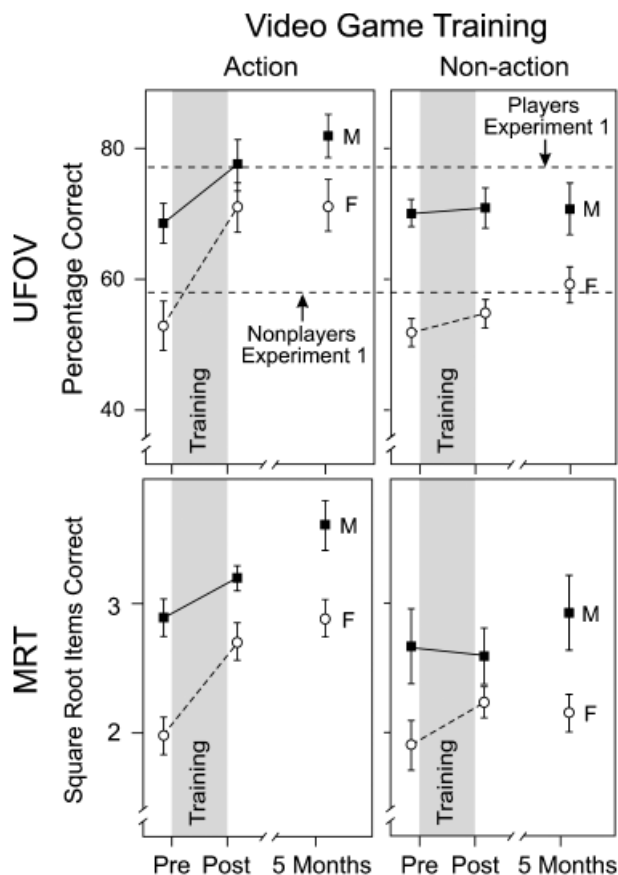 Video Game Training
Action
Non-action
UFOV
Percentage Correct
80
60
40
M
F
Nonplayers
Experiment 1
Training
Players
Experiment 1
M
F
Training
MRT
Square Root Items Correct
3
2
M
F
Training
M
F
Training
Pre Post 5 Months
Pre Post 5 Months